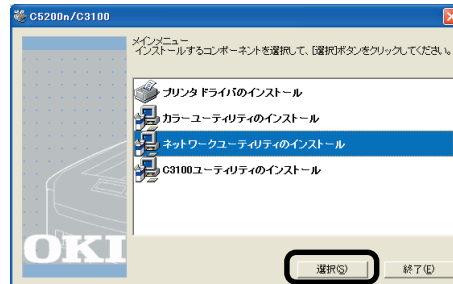 C5200n/C3100
メインメニュー
インストールするコンポーネントを選択して、[選択]ボタンをクリックしてください。
プリンタドライバのインストール
カラーユーティリティのインストール
ネットワークユーティリティのインストール
C3100ユーティリティのインストール
OKI
選択(S)
終了(E)